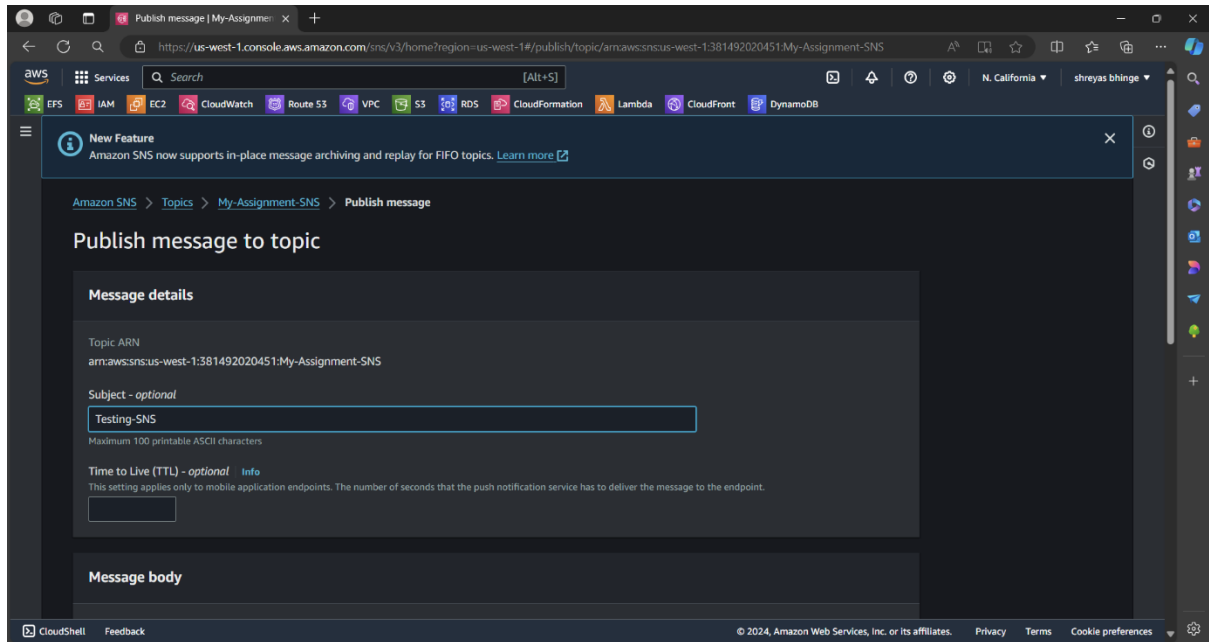 Publish message | My-Assignmen
https://us-west-1.console.aws.amazon.com/sns/v3/home?region=us-west-1#/publish/topic/arn:aws:sns:us-west-1:381492020451:My-Assignment-SNS
aws Services Search [Alt+S] N. California shreyas bhinge
EFS IAM EC2 CloudWatch Route 53 VPC S3 RDS CloudFormation Lambda CloudFront DynamoDB
New Feature
Amazon SNS now supports in-place message archiving and replay for FIFO topics. Learn more
Amazon SNS > Topics > My-Assignment-SNS > Publish message
Publish message to topic
Message details
Topic ARN
arn:aws:sns:us-west-1:381492020451:My-Assignment-SNS
Subject - optional
Testing-SNS
Maximum 100 printable ASCII characters
Time to Live (TTL) - optional Info
This setting applies only to mobile application endpoints. The number of seconds that the push notification service has to deliver the message to the endpoint.
Message body
CloudShell Feedback © 2024, Amazon Web Services, Inc. or its affiliates. Privacy Terms Cookie preferences